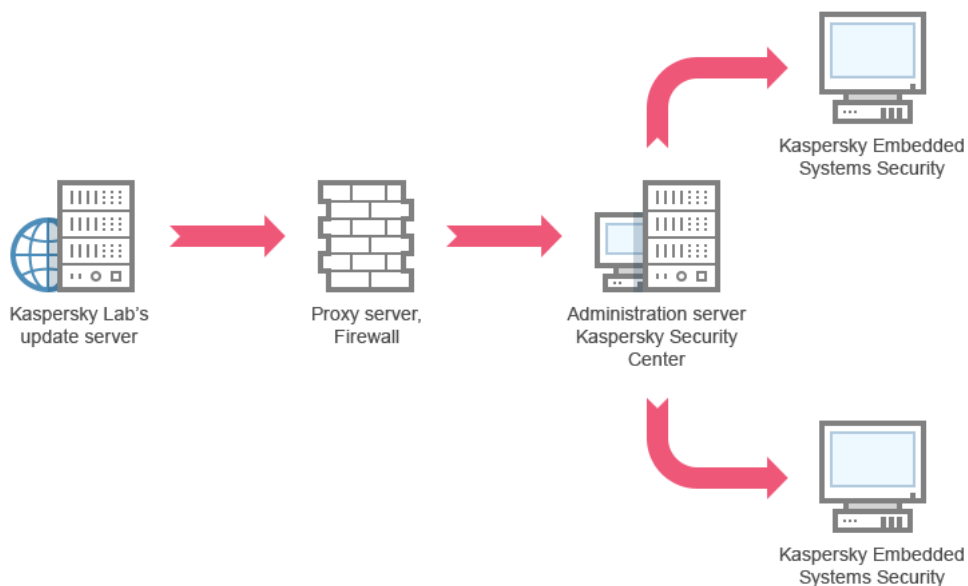 Kaspersky Embedded
Systems Security
Kaspersky Lab's
update server
Proxy server,
Firewall
Administration server
Kaspersky Security
Center
Kaspersky Embedded
Systems Security